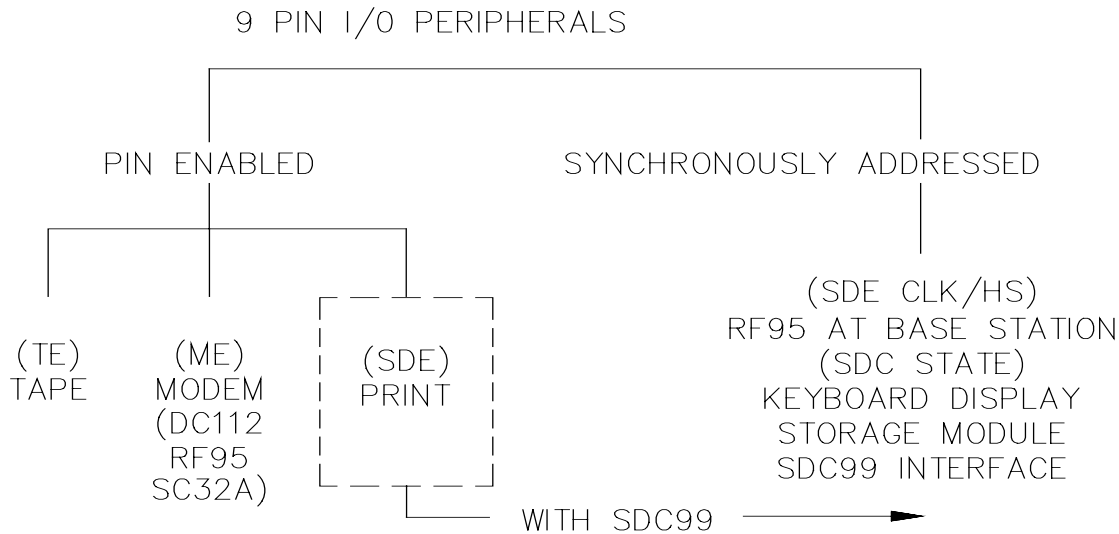 9 PIN I/O PERIPHERALS
PIN ENABLED
SYNCHRONOUSLY ADDRESSED
(TE)
TAPE
(ME)
MODEM
(DC112
RF95
SC32A)
(SDE)
PRINT
(SDE CLK/HS)
RF95 AT BASE STATION
(SDC STATE)
KEYBOARD DISPLAY
STORAGE MODULE
SDC99 INTERFACE
WITH SDC99